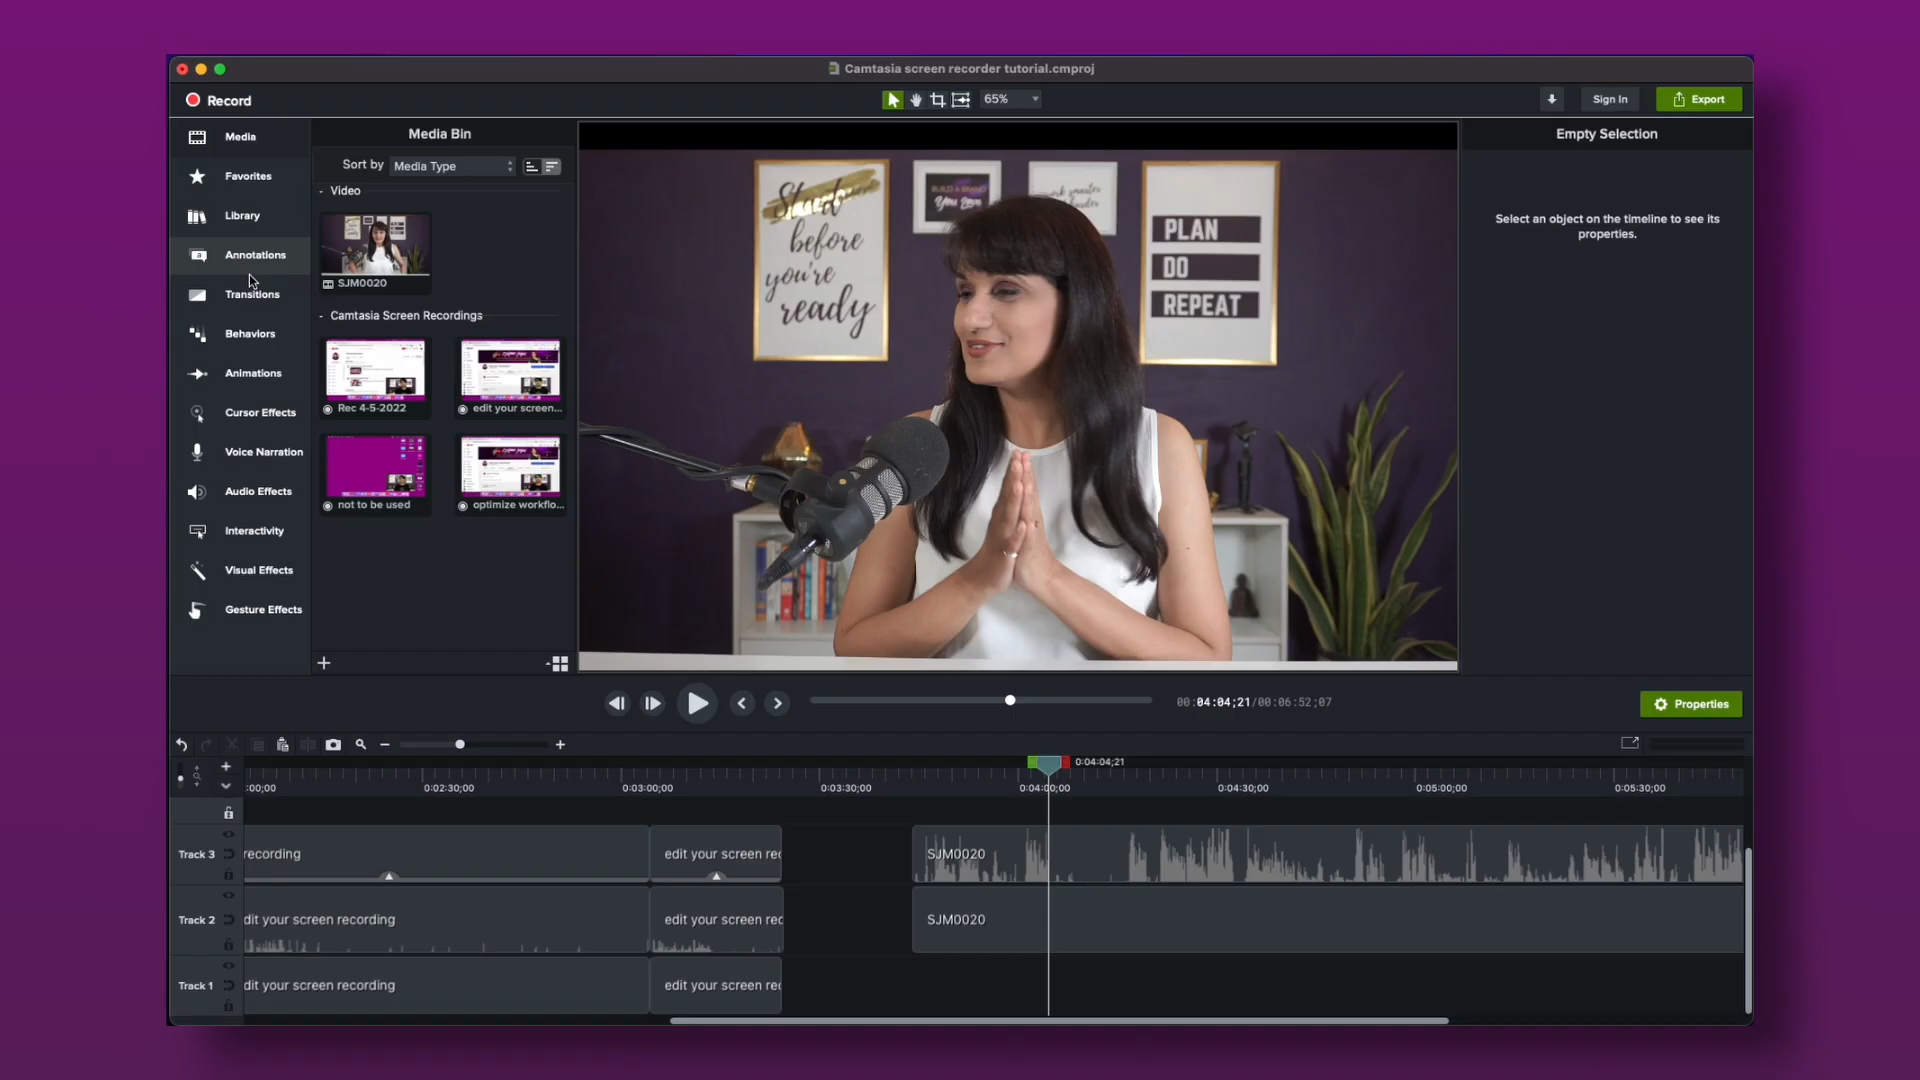 Camtasia screen recorder tutorial.cmproj
Record
65%
Sign In
Export
Media
Favorites
Library
Annotations
Transitions
Behaviors
Animations
Cursor Effects
Voice Narration
Audio Effects
Interactivity
Visual Effects
Gesture Effects
Media Bin
Sort by
Media Type
Video
SJM0020
Camtasia Screen Recordings
Rec 4-5-2022
edit your screen...
not to be used
optimize workflo...
Start
before
you're
ready
BUILD A BRAND
You Love
PLAN
DO
REPEAT
Empty Selection
Select an object on the timeline to see its
properties.
00:04:04;21/00:06:52;07
Properties
0:04:04;21
:00;00
0:02:30;00
0:03:00;00
0:03:30;00
0:04:00;00
0:04:30;00
0:05:00;00
0:05:30;00
Track 3
recording
edit your screen rec
SJM0020
Track 2
dit your screen recording
edit your screen rec
SJM0020
Track 1
dit your screen recording
edit your screen rec